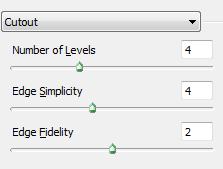 Cutout
Number of Levels 4
Edge Simplicity 4
Edge Fidelity 2